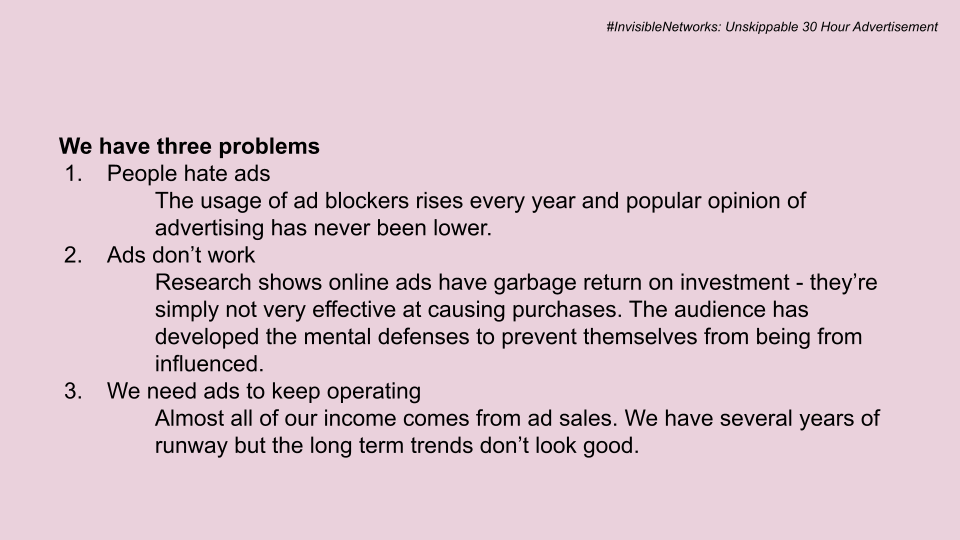 #InvisibleNetworks: Unskippable 30 Hour Advertisement
We have three problems
1. People hate ads
The usage of ad blockers rises every year and popular opinion of
advertising has never been lower.
2. Ads don’t work
Research shows online ads have garbage return on investment - they’re
simply not very effective at causing purchases. The audience has
developed the mental defenses to prevent themselves from being from
influenced.
3. We need ads to keep operating
Almost all of our income comes from ad sales. We have several years of
runway but the long term trends don’t look good.